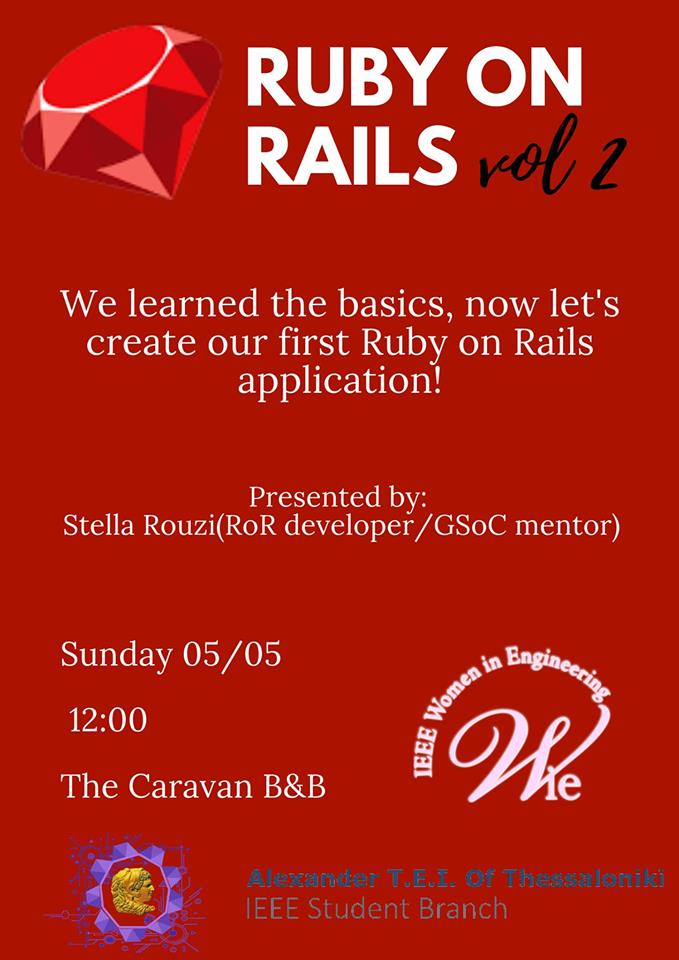 RUBY ON
RAILS vol 2
We learned the basics, now let's
create our first Ruby on Rails
application!
Presented by:
Stella Rouzi(RoR developer/GSoC mentor)
Sunday 05/05
12:00
The Caravan B&B
IEEE Women in Engineering
Wie
Alexander T.E.I. Of Thessaloniki
IEEE Student Branch